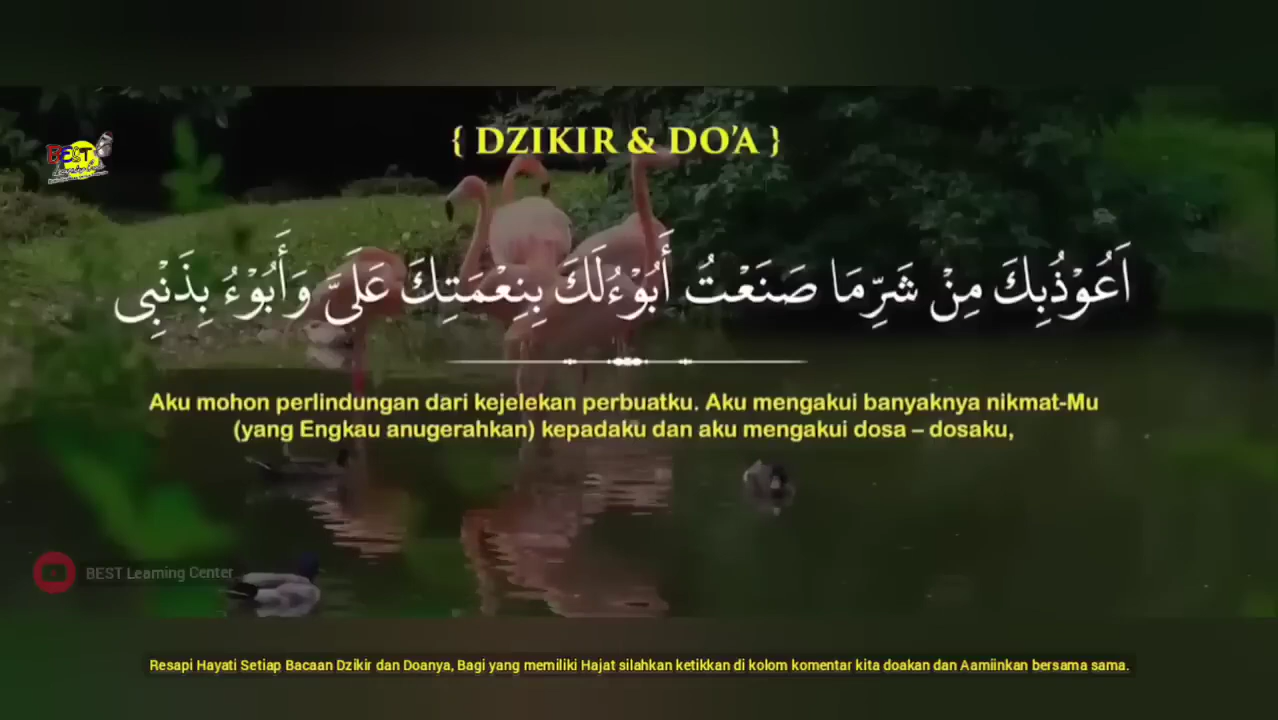 { DZIKIR & DO'A }
BEST
اَعُوْذُبِكَ مِنْ شَرِّمَا صَنَعْتُ أَبُوْءُلَكَ بِنِعْمَتِكَ عَلَىَّ وَأَبُوْءُ بِذَنْبِى
Aku mohon perlindungan dari kejelekan perbuatku. Aku mengakui banyaknya nikmat-Mu
(yang Engkau anugerahkan) kepadaku dan aku mengakui dosa – dosaku,
BEST Learning Center
Resapi Hayati Setiap Bacaan Dzikir dan Doanya, Bagi yang memiliki Hajat silahkan ketikkan di kolom komentar kita doakan dan Aamiinkan bersama sama.